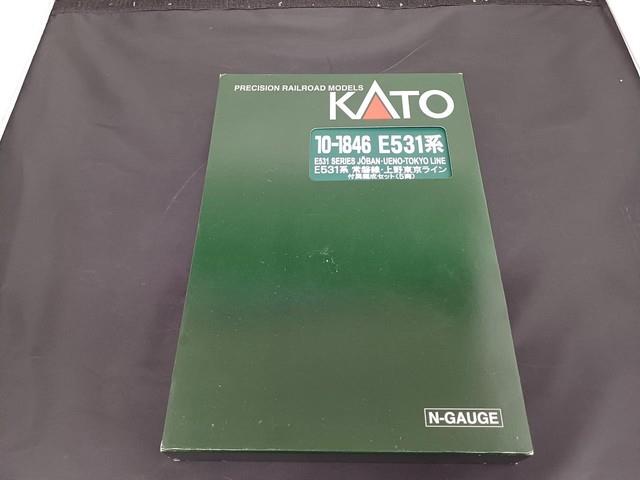 PRECISION RAILROAD MODELS
KATO
10-1846 E531系
E531 SERIES JŌBAN·UENO-TOKYO LINE
E531系 常磐線・上野東京ライン
付属編成セット(5両)
N-GAUGE